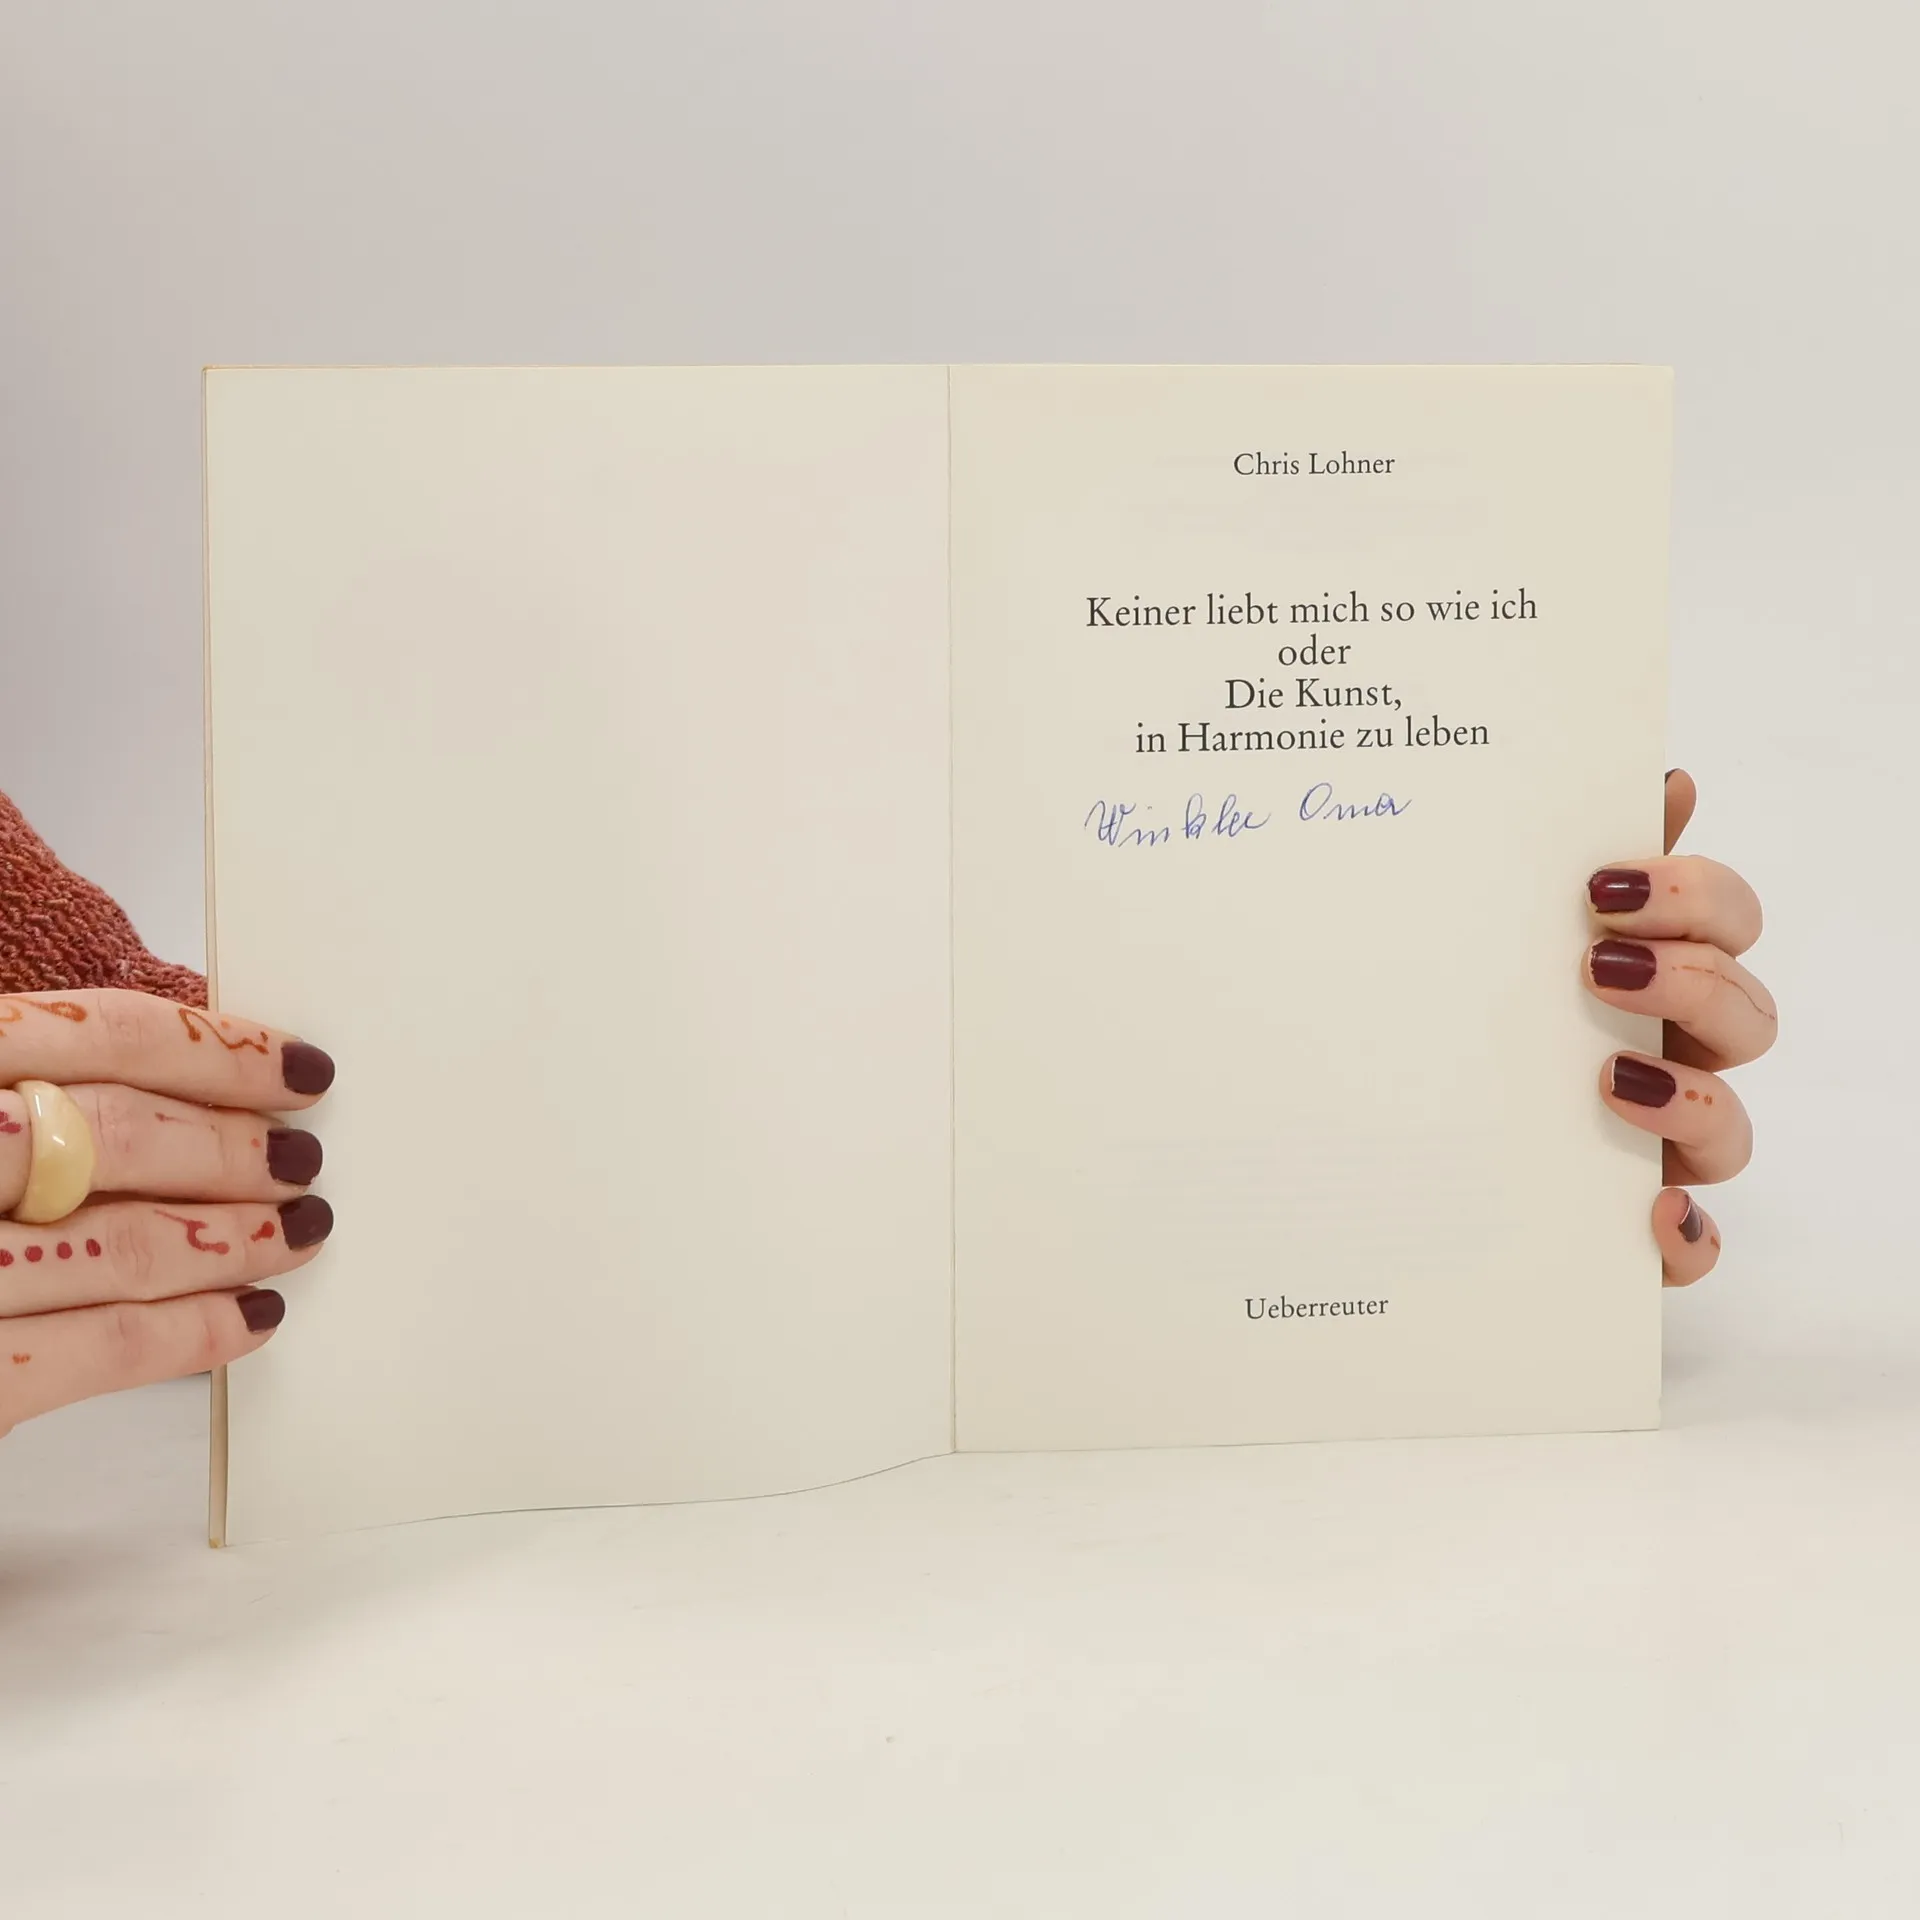 Chris Lohner
Keiner liebt mich so wie ich
oder
Die Kunst,
in Harmonie zu leben
Winkler Oma
Ueberreuter